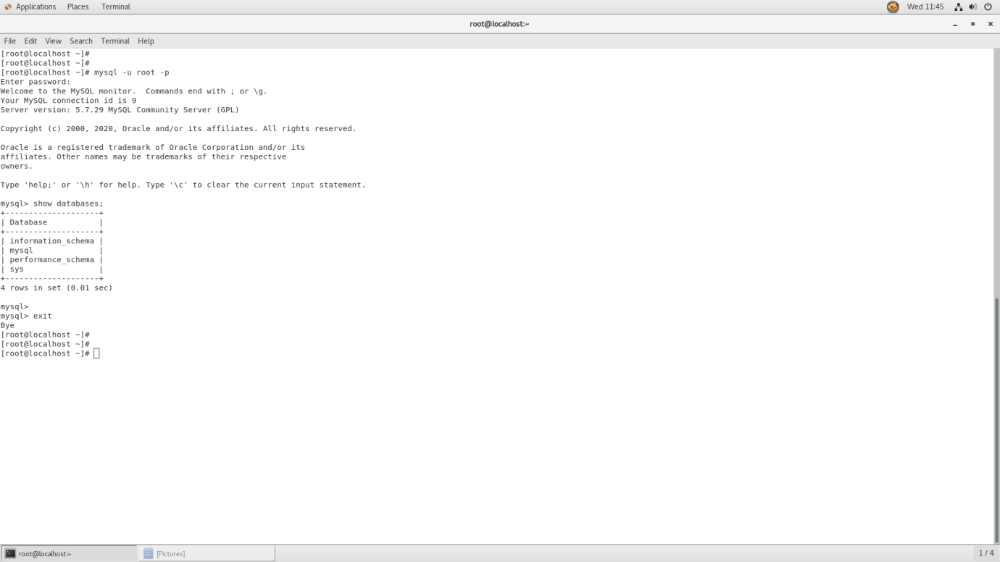 Applications Places Terminal Wed 11:45
root@localhost:~
File Edit View Search Terminal Help
[root@localhost ~]#
[root@localhost ~]#
[root@localhost ~]# mysql -u root -p
Enter password:
Welcome to the MySQL monitor.  Commands end with ; or \g.
Your MySQL connection id is 9
Server version: 5.7.29 MySQL Community Server (GPL)

Copyright (c) 2000, 2020, Oracle and/or its affiliates. All rights reserved.

Oracle is a registered trademark of Oracle Corporation and/or its
affiliates. Other names may be trademarks of their respective
owners.

Type 'help;' or '\h' for help. Type '\c' to clear the current input statement.

mysql> show databases;
+--------------------+
| Database           |
+--------------------+
| information_schema |
| mysql              |
| performance_schema |
| sys                |
+--------------------+
4 rows in set (0.01 sec)

mysql>
mysql> exit
Bye
[root@localhost ~]#
[root@localhost ~]#
[root@localhost ~]#
root@localhost:~ [Pictures] 1 / 4